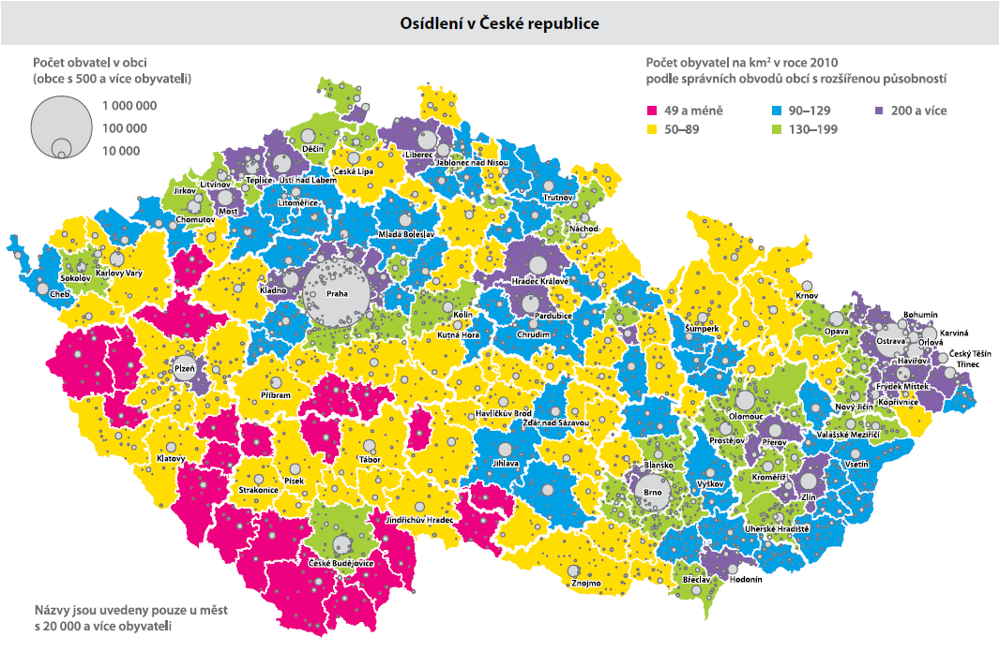 Osídlení v České republice
Počet obvatel v obci
(obce s 500 a více obyvateli)
1 000 000
100 000
10 000
Počet obyvatel na km² v roce 2010
podle správních obvodů obcí s rozšířenou působností
49 a méně
50–89
90–129
130–199
200 a více
Děčín
Liberec
Jablonec nad Nisou
Česká Lípa
Teplice
Ústí nad Labem
Litvínov
Jirkov
Most
Chomutov
Litoměřice
Trutnov
Náchod
Mladá Boleslav
Sokolov
Karlovy Vary
Cheb
Kladno
Praha
Hradec Králové
Pardubice
Kolín
Kutná Hora
Chrudim
Krnov
Šumperk
Opava
Bohumín
Karviná
Ostrava
Orlová
Český Těšín
Havířov
Třinec
Frýdek Místek
Kopřivnice
Nový Jičín
Plzeň
Příbram
Havlíčkův Brod
Žďár nad Sázavou
Olomouc
Prostějov
Přerov
Valašské Meziříčí
Klatovy
Tábor
Jihlava
Blansko
Vsetín
Strakonice
Písek
Brno
Vyškov
Kroměříž
Zlín
Jindřichův Hradec
Uherské Hradiště
České Budějovice
Znojmo
Břeclav
Hodonín
Názvy jsou uvedeny pouze u měst
s 20 000 a více obyvateli